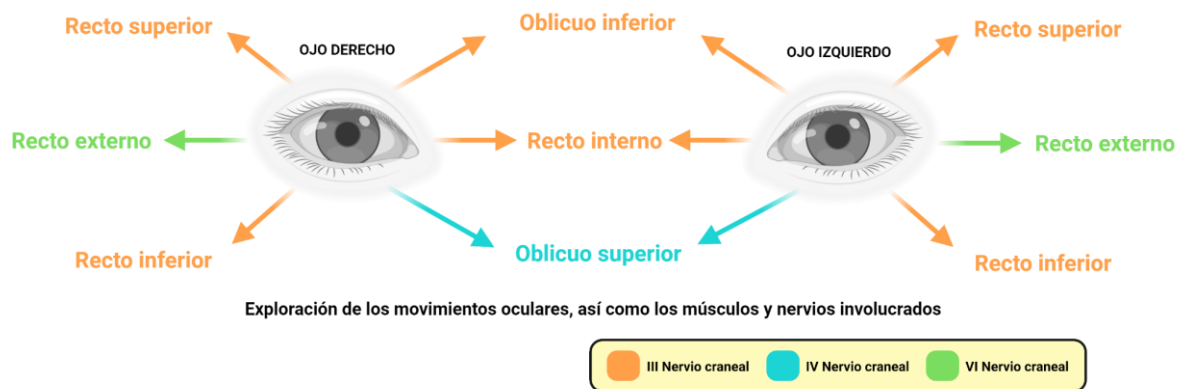 Recto superior
Oblicuo inferior
Recto superior
OJO DERECHO
OJO IZQUIERDO
Recto externo
Recto interno
Recto externo
Recto inferior
Oblicuo superior
Recto inferior
Exploración de los movimientos oculares, así como los músculos y nervios involucrados
III Nervio craneal
IV Nervio craneal
VI Nervio craneal